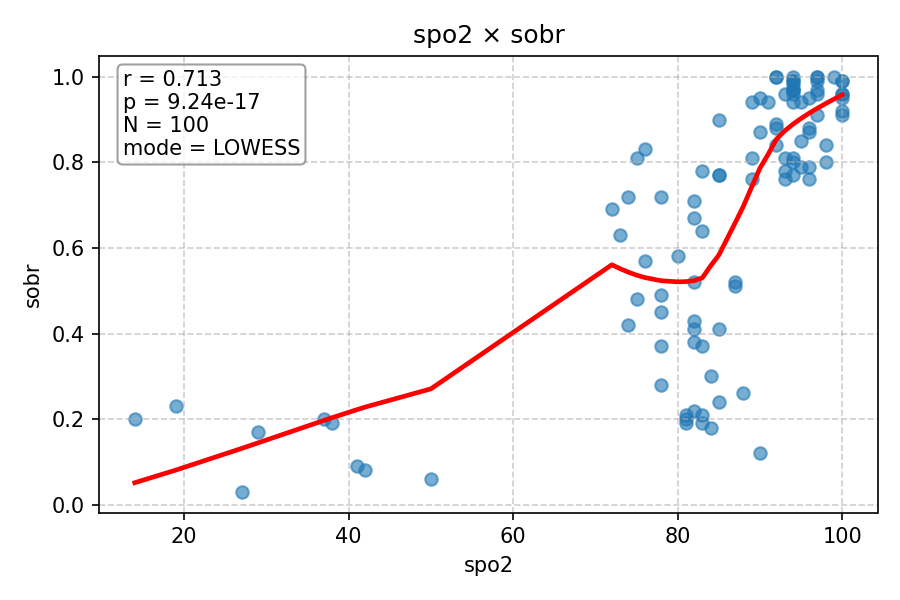 spo2 × sobr
r = 0.713
p = 9.24e-17
N = 100
mode = LOWESS
1.0
0.8
0.6
0.4
0.2
0.0
sobr
20 40 60 80 100
spo2